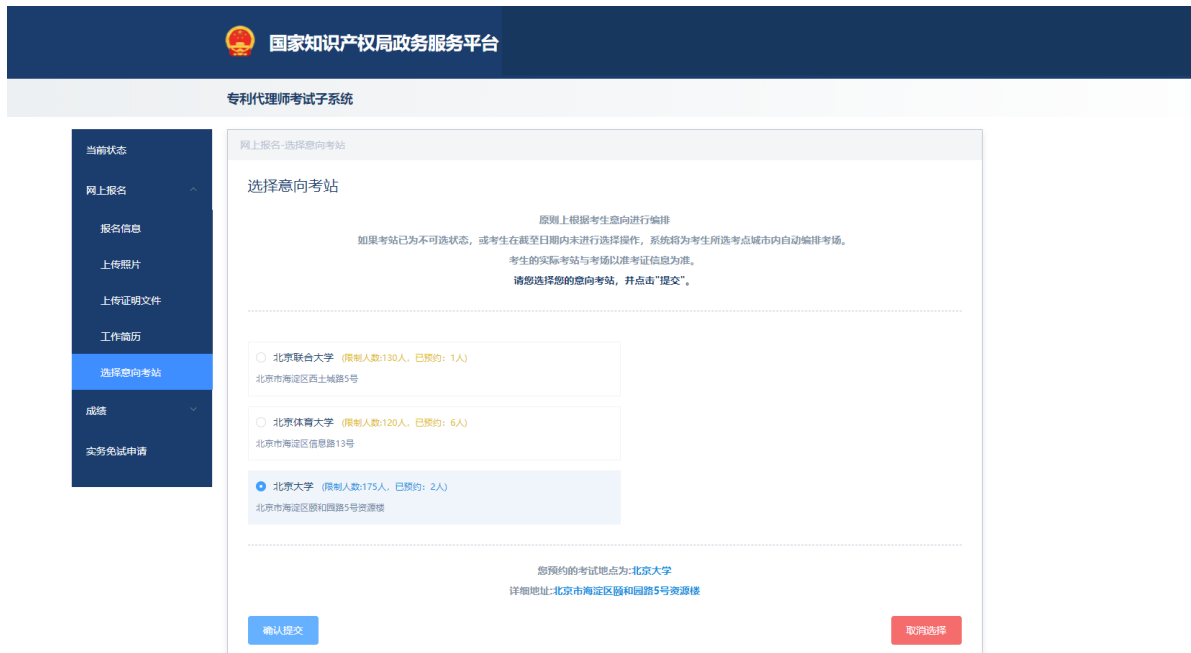 国家知识产权局政务服务平台
专利代理师考试子系统
当前状态
网上报名
报名信息
上传照片
上传证明文件
工作简历
选择意向考站
成绩
实务免试申请
网上报名-选择意向考站
选择意向考站
原则上根据考生意向进行编排
如果考站已为不可选状态，或考生在截至日期内未进行选择操作，系统将为考生所选考点城市内自动编排考场。
考生的实际考站与考场以准考证信息为准。
请您选择您的意向考站，并点击"提交"。
北京联合大学 (限制人数:130人，已预约：1人)
北京市海淀区西土城路5号
北京体育大学 (限制人数:120人，已预约：6人)
北京市海淀区信息路13号
北京大学 (限制人数:175人，已预约：2人)
北京市海淀区颐和园路5号资源楼
您预约的考试地点为:北京大学
详细地址:北京市海淀区颐和园路5号资源楼
确认提交
取消选择